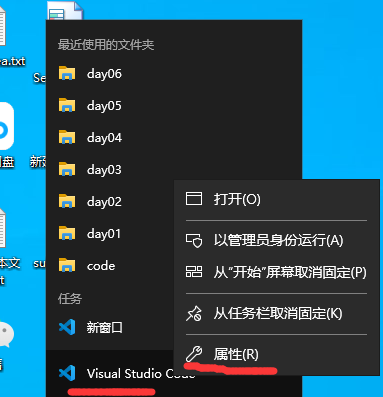 a.txt
Se
最近使用的文件夹
day06
day05
day04
day03
day02
day01
code
任务
新窗口
Visual Studio Code
打开(O)
以管理员身份运行(A)
从“开始”屏幕取消固定(P)
从任务栏取消固定(K)
属性(R)
盘
新
本文
t
su